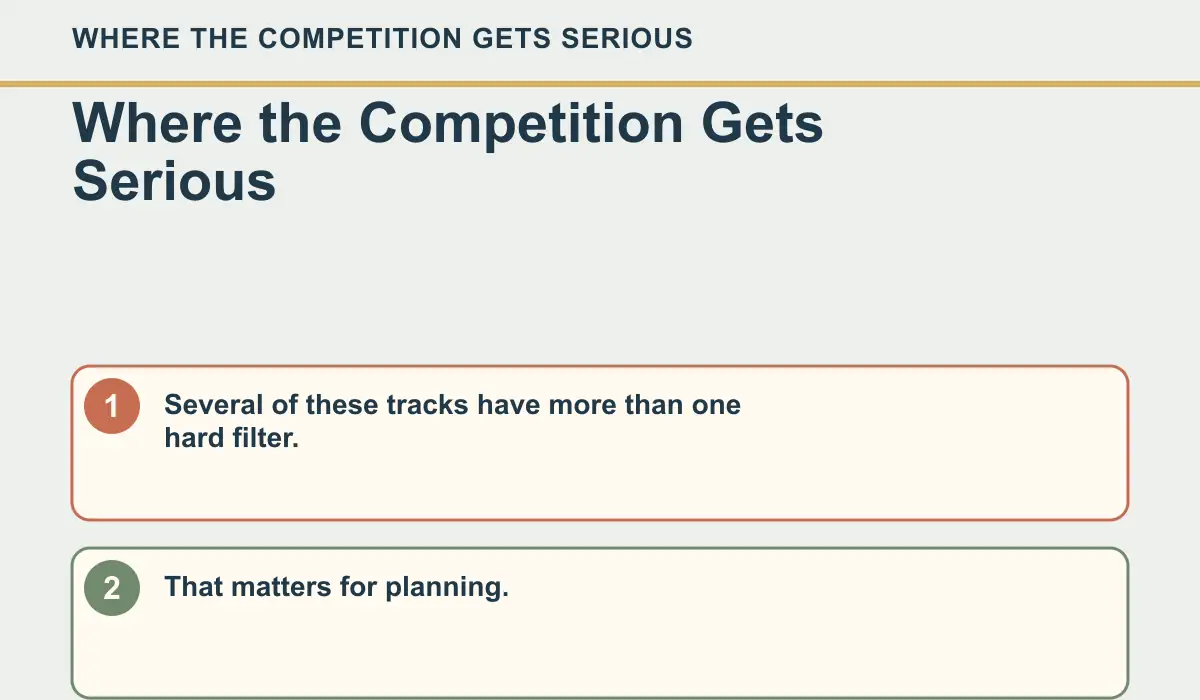 WHERE THE COMPETITION GETS SERIOUS
Where the Competition Gets
Serious
1
Several of these tracks have more than one
hard filter.
2
That matters for planning.